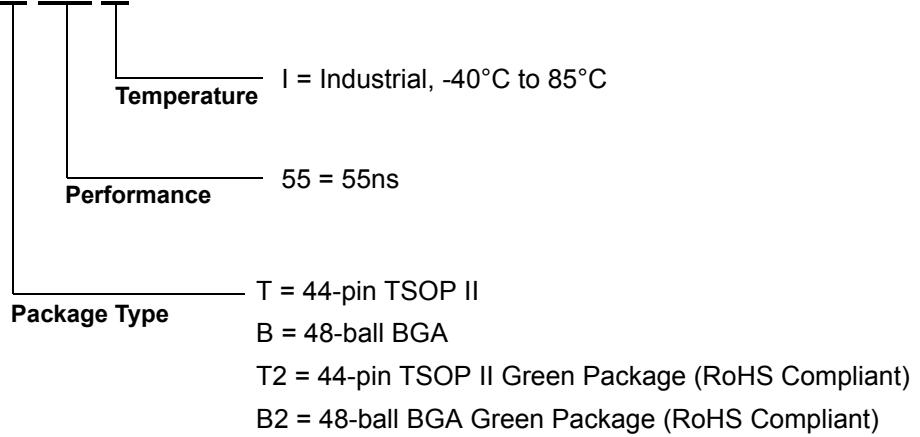 I = Industrial, -40°C to 85°C
Temperature
55 = 55ns
Performance
T = 44-pin TSOP II
Package Type
B = 48-ball BGA
T2 = 44-pin TSOP II Green Package (RoHS Compliant)
B2 = 48-ball BGA Green Package (RoHS Compliant)